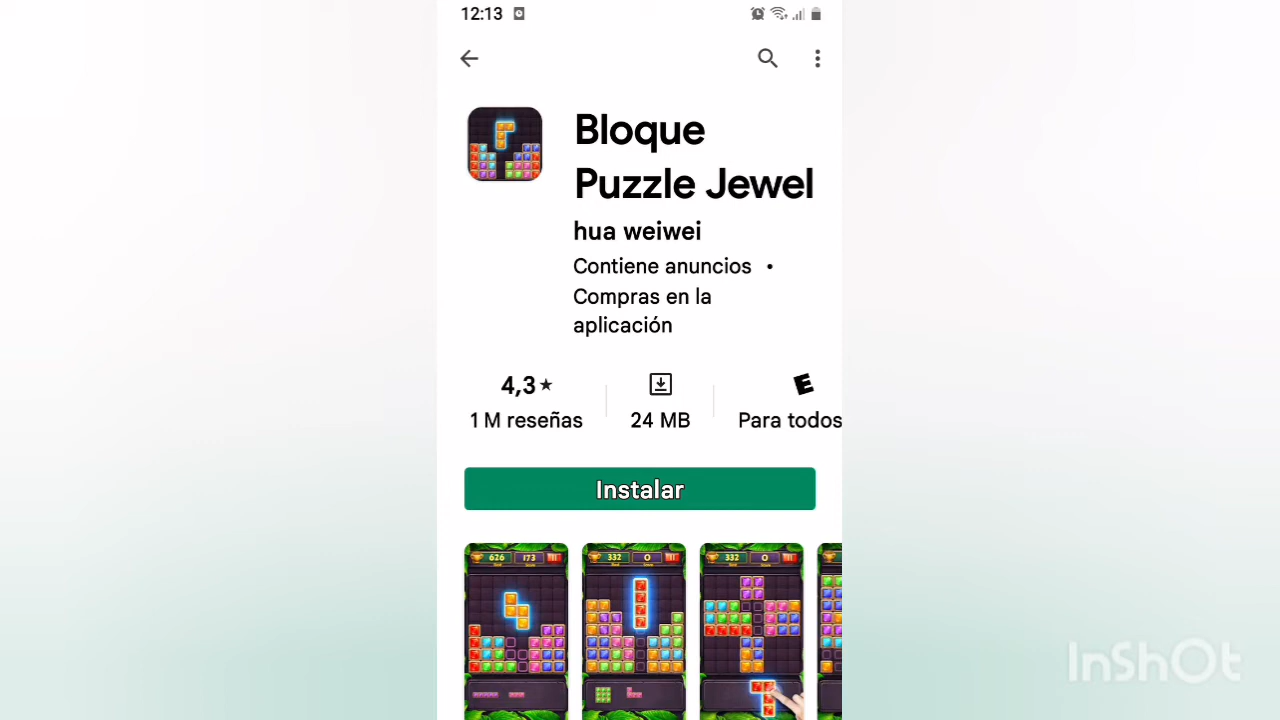 12:13
Bloque
Puzzle Jewel
hua weiwei
Contiene anuncios •
Compras en la
aplicación
4,3★
1 M reseñas
24 MB
E
Para todos
Instalar
626 173
332 0
332 0
InShOt